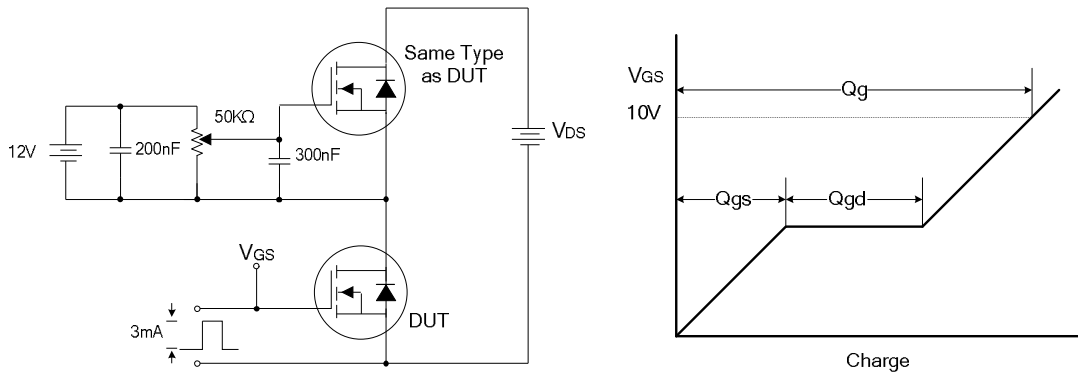 Same Type
as DUT
12V
200nF
50KΩ
300nF
VDS
VGS
DUT
3mA
VGS
10V
Qg
Qgs
Qgd
Charge